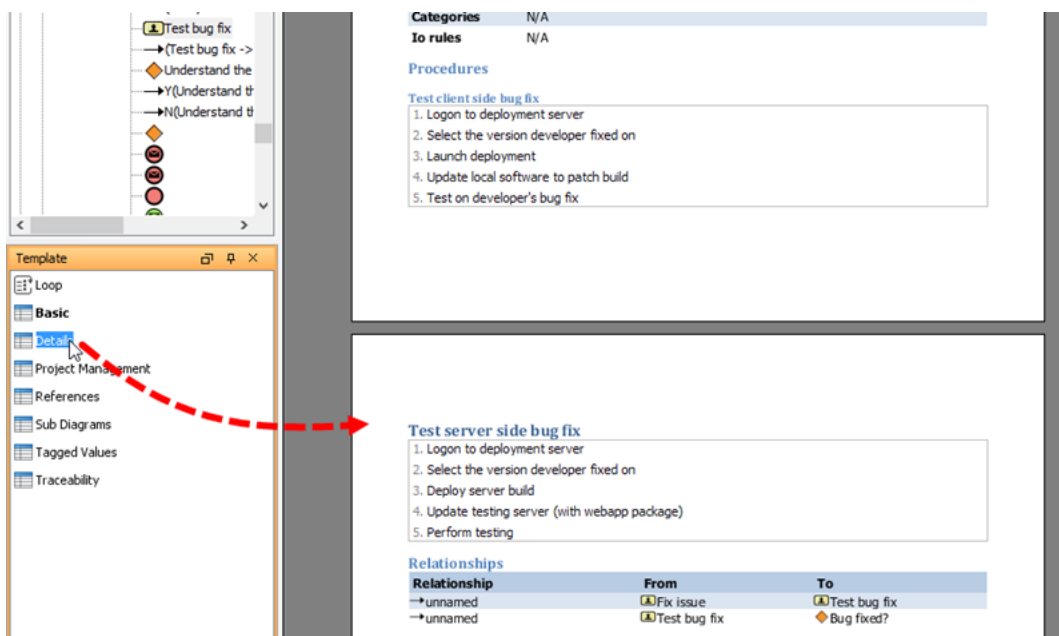 Test bug fix
(Test bug fix ->
Understand the
Y(Understand th
N(Understand th
Template
Loop
Basic
Details
Project Management
References
Sub Diagrams
Tagged Values
Traceability
Categories N/A
Io rules N/A
Procedures
Test client side bug fix
1. Logon to deployment server
2. Select the version developer fixed on
3. Launch deployment
4. Update local software to patch build
5. Test on developer's bug fix
Test server side bug fix
1. Logon to deployment server
2. Select the version developer fixed on
3. Deploy server build
4. Update testing server (with webapp package)
5. Perform testing
Relationships
Relationship From To
unnamed Fix issue Test bug fix
unnamed Test bug fix Bug fixed?